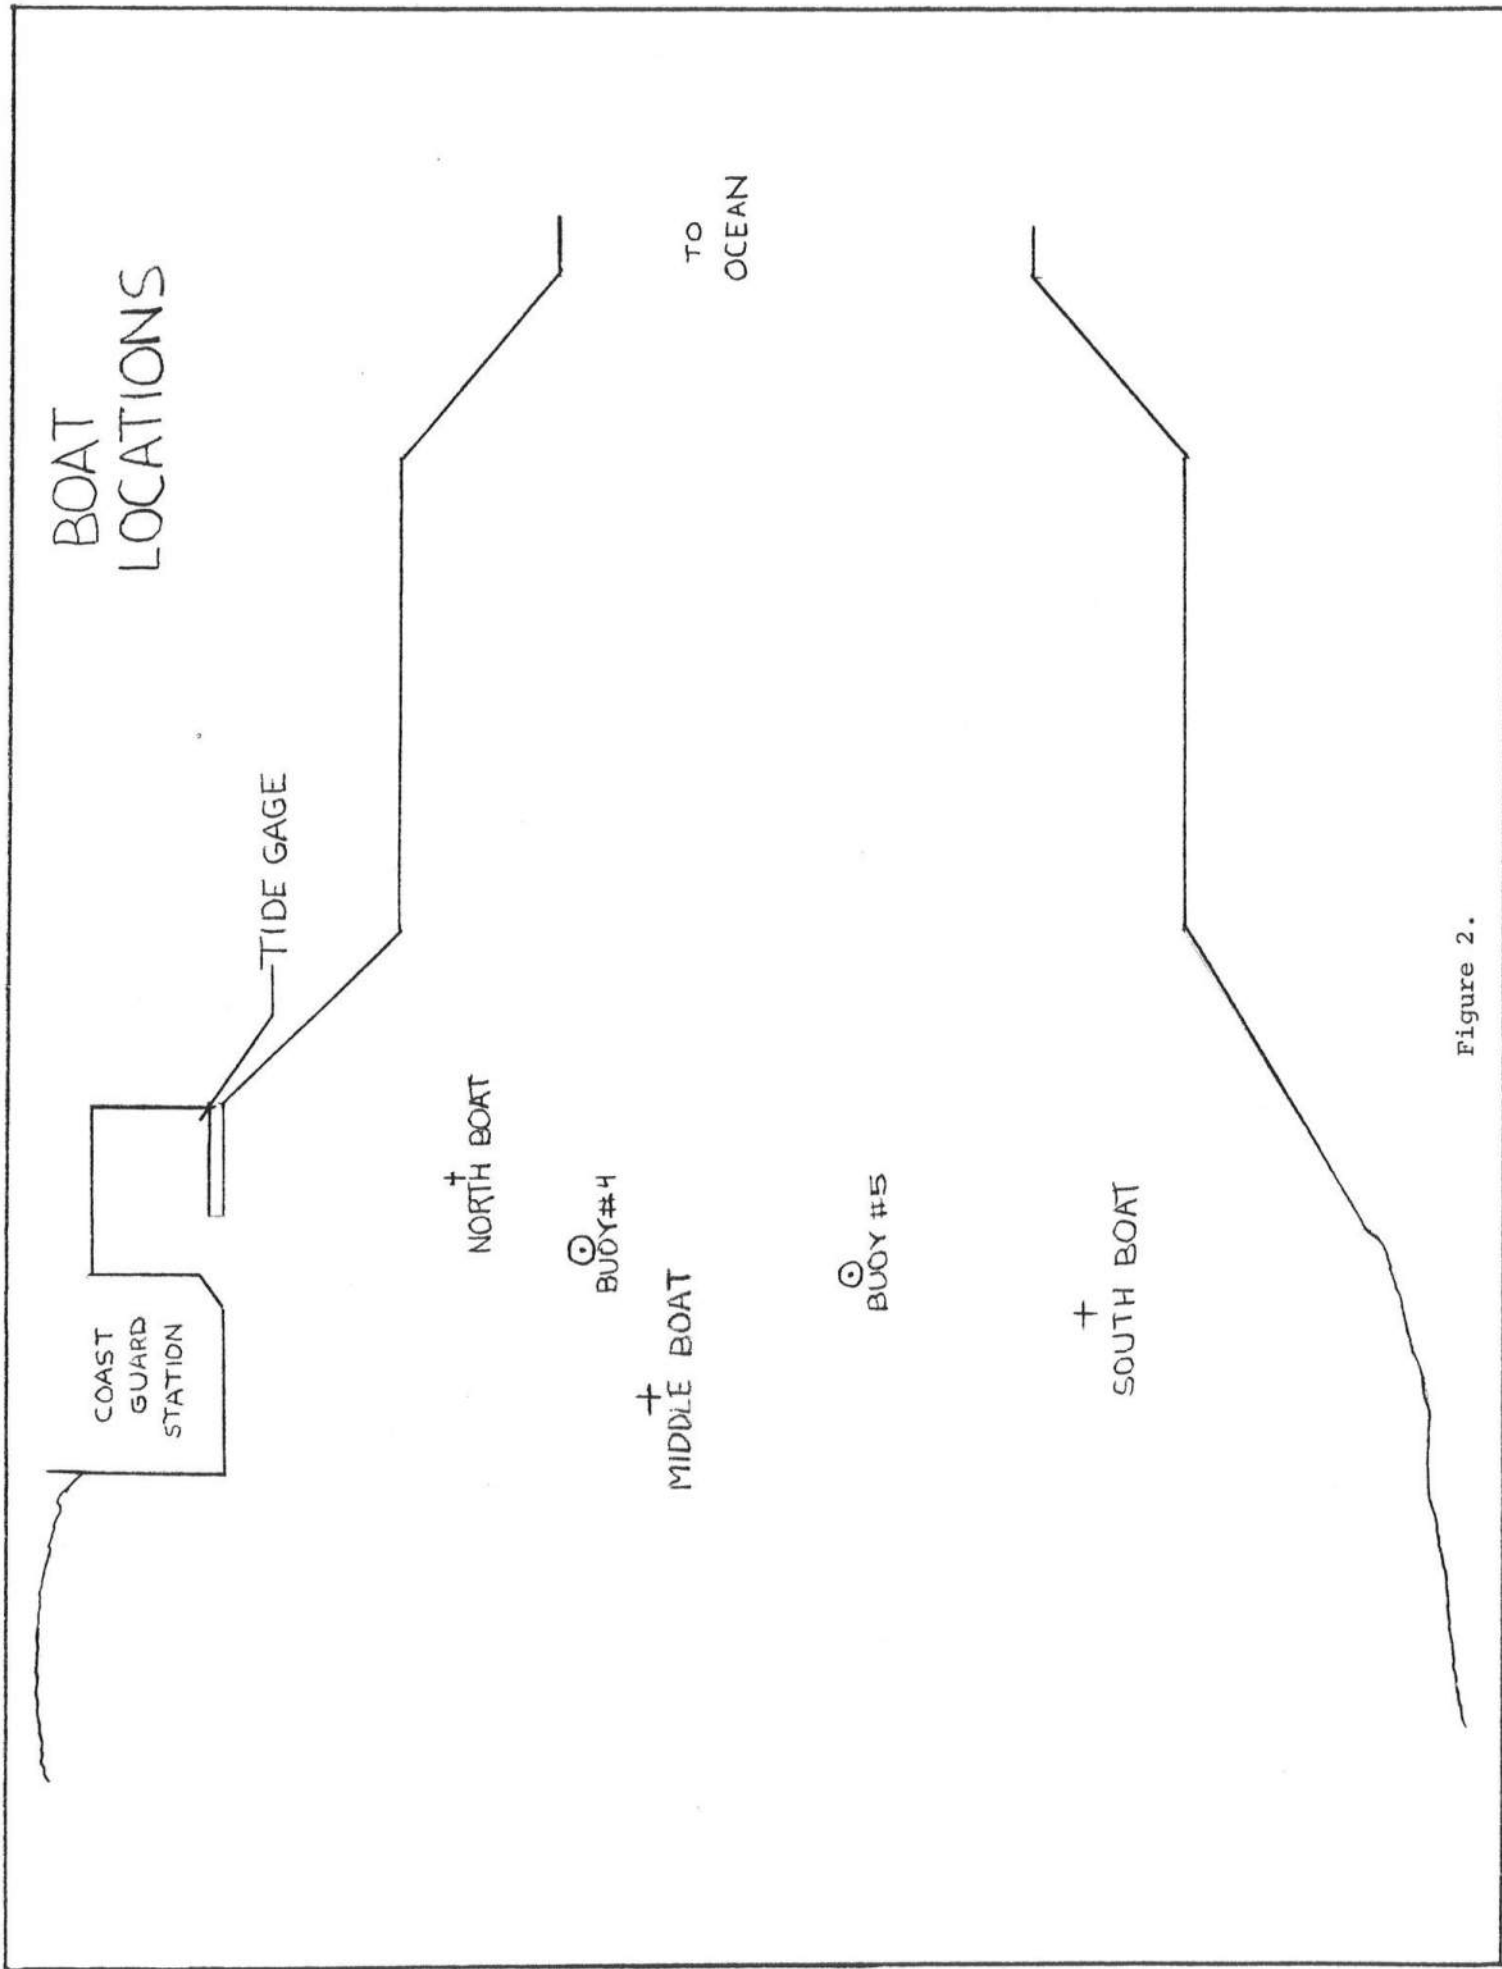 BOAT
LOCATIONS
TO
OCEAN
TIDE GAGE
COAST
GUARD
STATION
NORTH BOAT
BUOY #4
MIDDLE BOAT
BUOY #5
SOUTH BOAT
Figure 2.